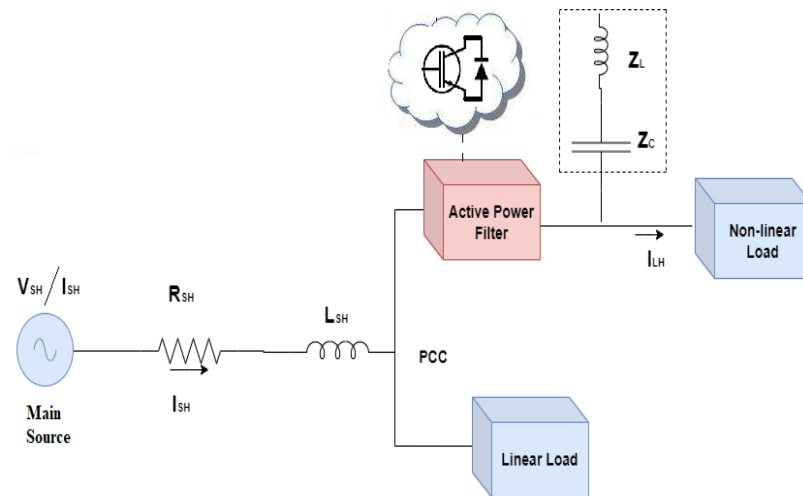 ZL
ZC
Active Power
Filter
Non-linear
Load
ILH
VSH/ISH
RSH
LSH
PCC
ISH
Main
Source
Linear Load